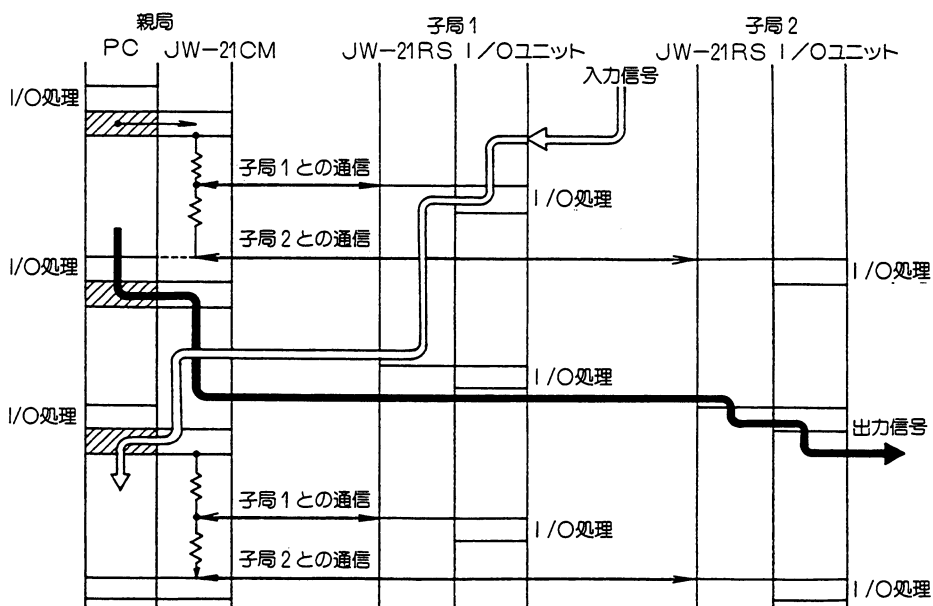 親局
子局1
子局2
PC JW-21CM
JW-21RS I/Oユニット
JW-21RS I/Oユニット
入力信号
I/O処理
子局1との通信
I/O処理
子局2との通信
I/O処理
I/O処理
I/O処理
I/O処理
出力信号
子局1との通信
I/O処理
子局2との通信
I/O処理